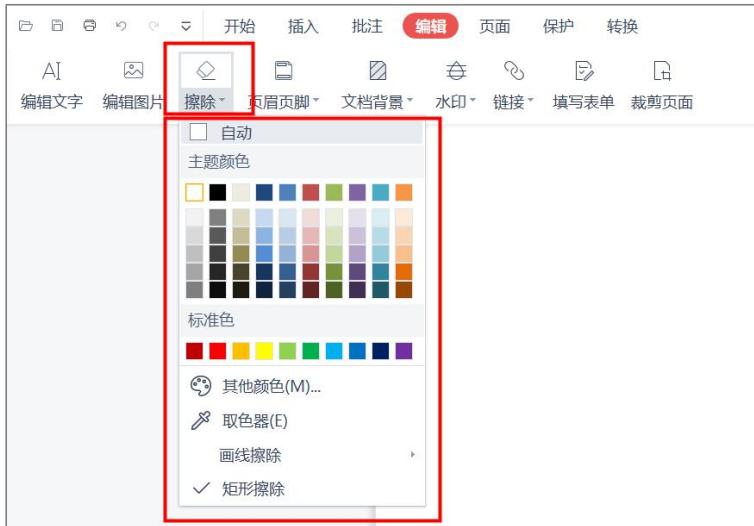 开始 插入 批注 编辑 页面 保护 转换
编辑文字 编辑图片 擦除 页眉页脚 文档背景 水印 链接 填写表单 裁剪页面
自动
主题颜色
标准色
其他颜色(M)...
取色器(E)
画线擦除
矩形擦除